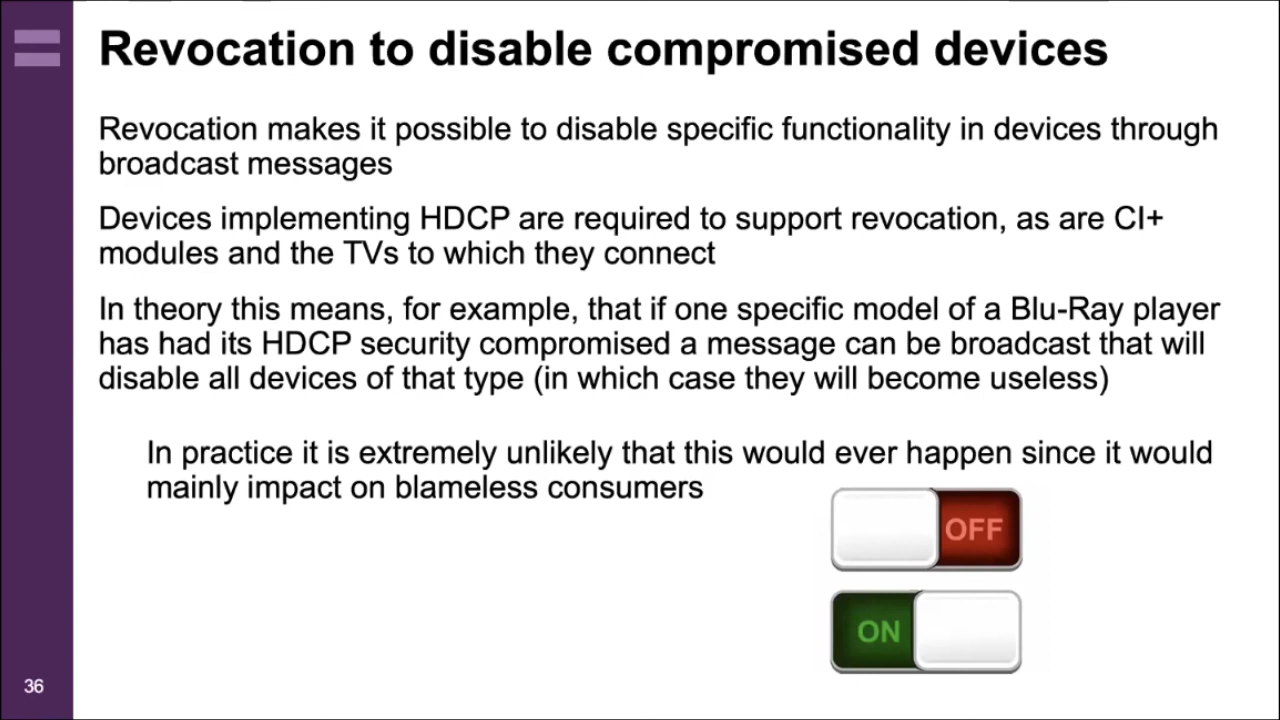 Revocation to disable compromised devices
Revocation makes it possible to disable specific functionality in devices through
broadcast messages
Devices implementing HDCP are required to support revocation, as are CI+
modules and the TVs to which they connect
In theory this means, for example, that if one specific model of a Blu-Ray player
has had its HDCP security compromised a message can be broadcast that will
disable all devices of that type (in which case they will become useless)
In practice it is extremely unlikely that this would ever happen since it would
mainly impact on blameless consumers
OFF
ON
36